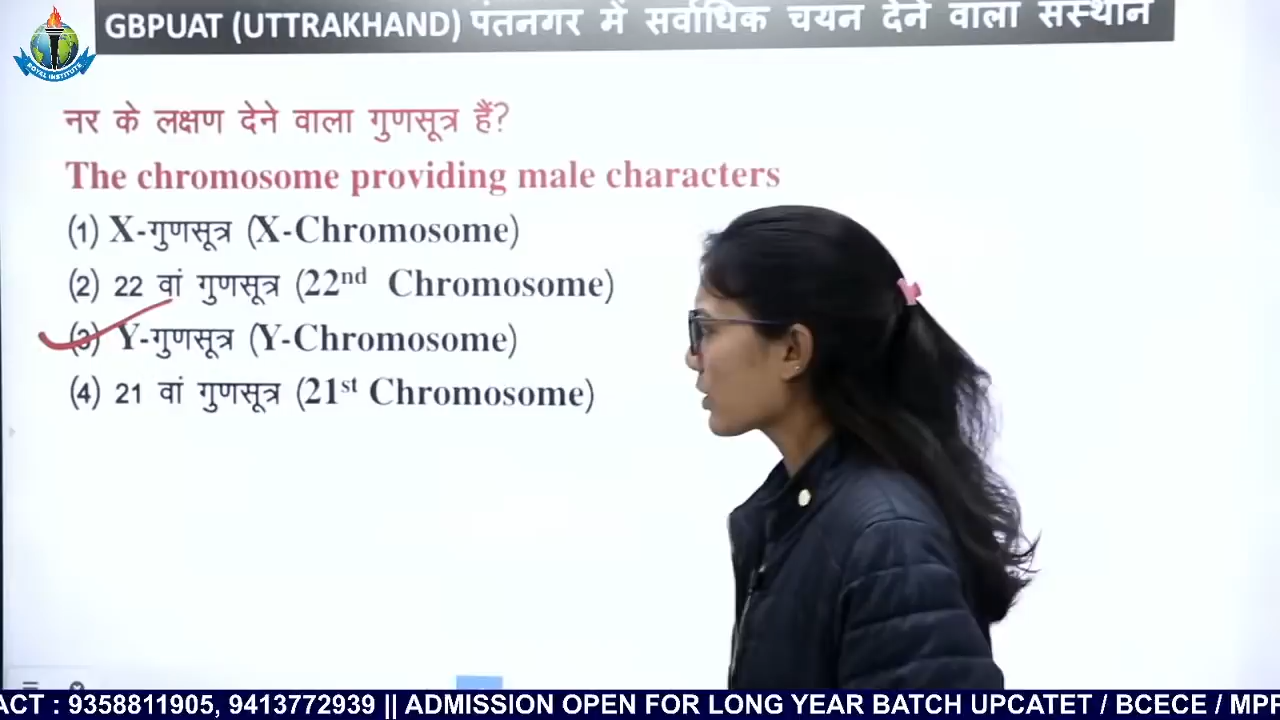 GBPUAT (UTTRAKHAND) पंतनगर में सर्वाधिक चयन देने वाला संस्थान
ROYAL INSTITUTE
नर के लक्षण देने वाला गुणसूत्र हैं?
The chromosome providing male characters
(1) X-गुणसूत्र (X-Chromosome)
(2) 22 वां गुणसूत्र (22nd Chromosome)
(3) Y-गुणसूत्र (Y-Chromosome)
(4) 21 वां गुणसूत्र (21st Chromosome)
ACT : 9358811905, 9413772939 || ADMISSION OPEN FOR LONG YEAR BATCH UPCATET / BCECE / MPP